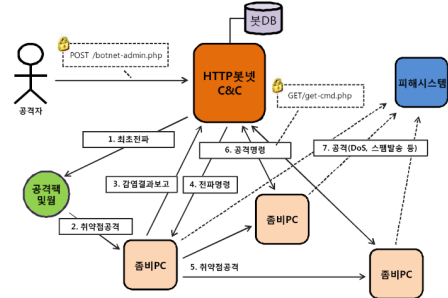 봇DB
POST /botnet-admin.php
HTTP봇넷
C&C
GET/get-cmd.php
피해시스템
공격자
1. 최초전파
6. 공격명령
7. 공격(DoS, 스팸발송 등)
공격팩
및웜
3. 감염결과보고
4. 전파명령
2. 취약점공격
좀비PC
좀비PC
5. 취약점공격
좀비PC